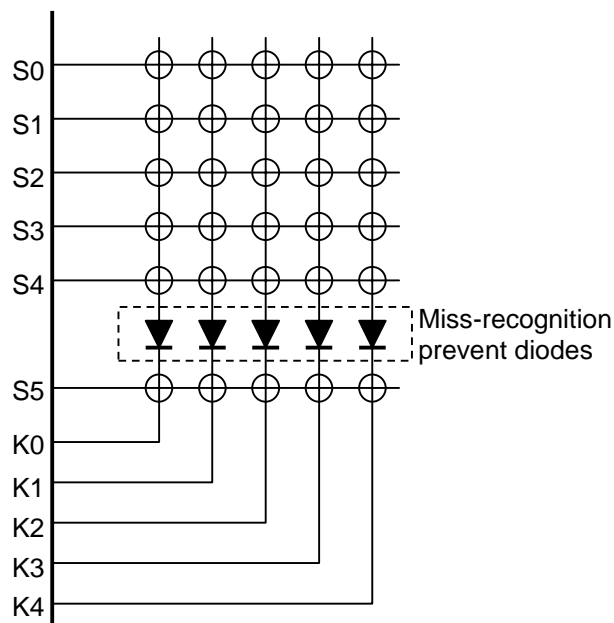 S0
S1
S2
S3
S4
Miss-recognition
prevent diodes
S5
K0
K1
K2
K3
K4